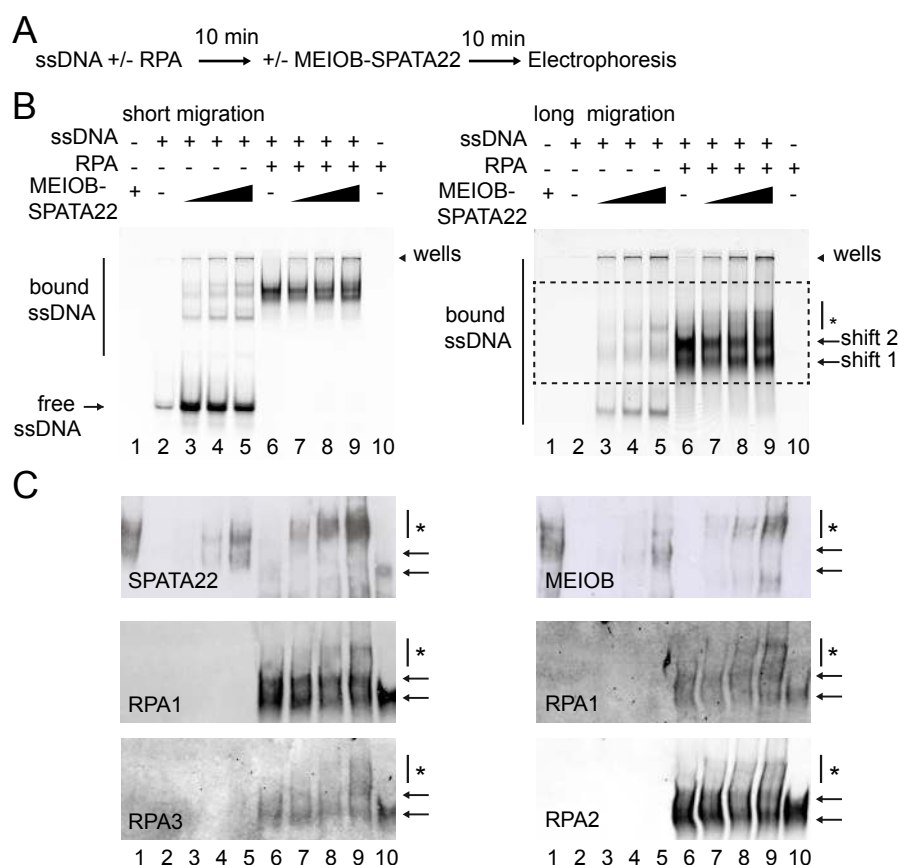 A
10 min 10 min
ssDNA +/- RPA +/- MEIOB-SPATA22 Electrophoresis
B
short migration
ssDNA - + + + + + + + + -
RPA - - - - - + + + + +
MEIOB- + - -
SPATA22
bound
ssDNA
free
ssDNA
wells
1 2 3 4 5 6 7 8 9 10
long migration
ssDNA - + + + + + + + + -
RPA - - - - - + + + + +
MEIOB- + - - -
SPATA22
bound
ssDNA
wells
*
shift 2
shift 1
1 2 3 4 5 6 7 8 9 10
C
SPATA22 *
MEIOB *
RPA1 *
RPA1 *
RPA3 *
RPA2 *
1 2 3 4 5 6 7 8 9 10
1 2 3 4 5 6 7 8 9 10